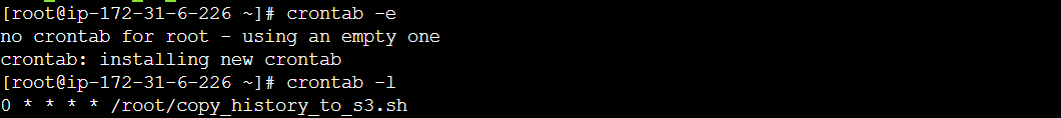 [root@ip-172-31-6-226 ~]# crontab -e
no crontab for root - using an empty one
crontab: installing new crontab
[root@ip-172-31-6-226 ~]# crontab -l
0 * * * * /root/copy_history_to_s3.sh